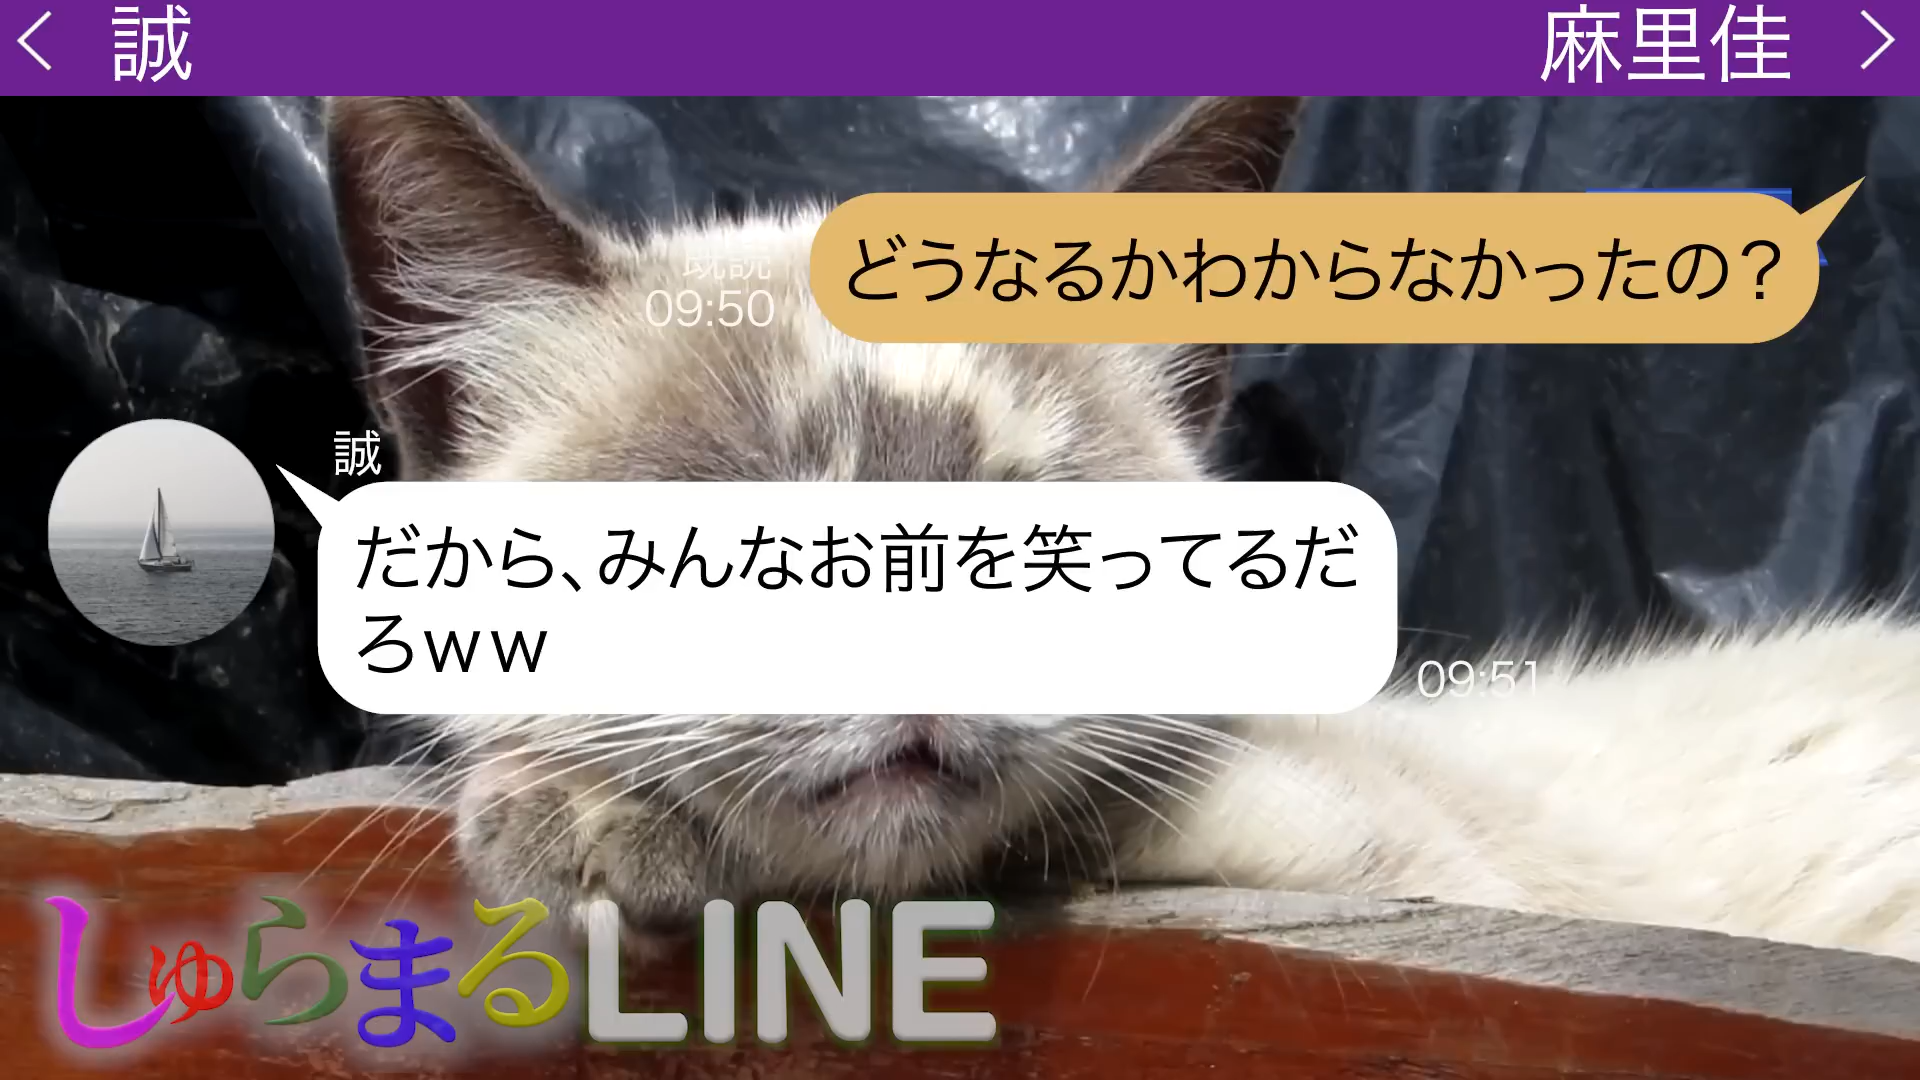 誠
麻里佳
どうなるかわからなかったの？
既読
09:50
誠
だから､みんなお前を笑ってるだ
ろｗｗ
09:51
しゅらまるLINE